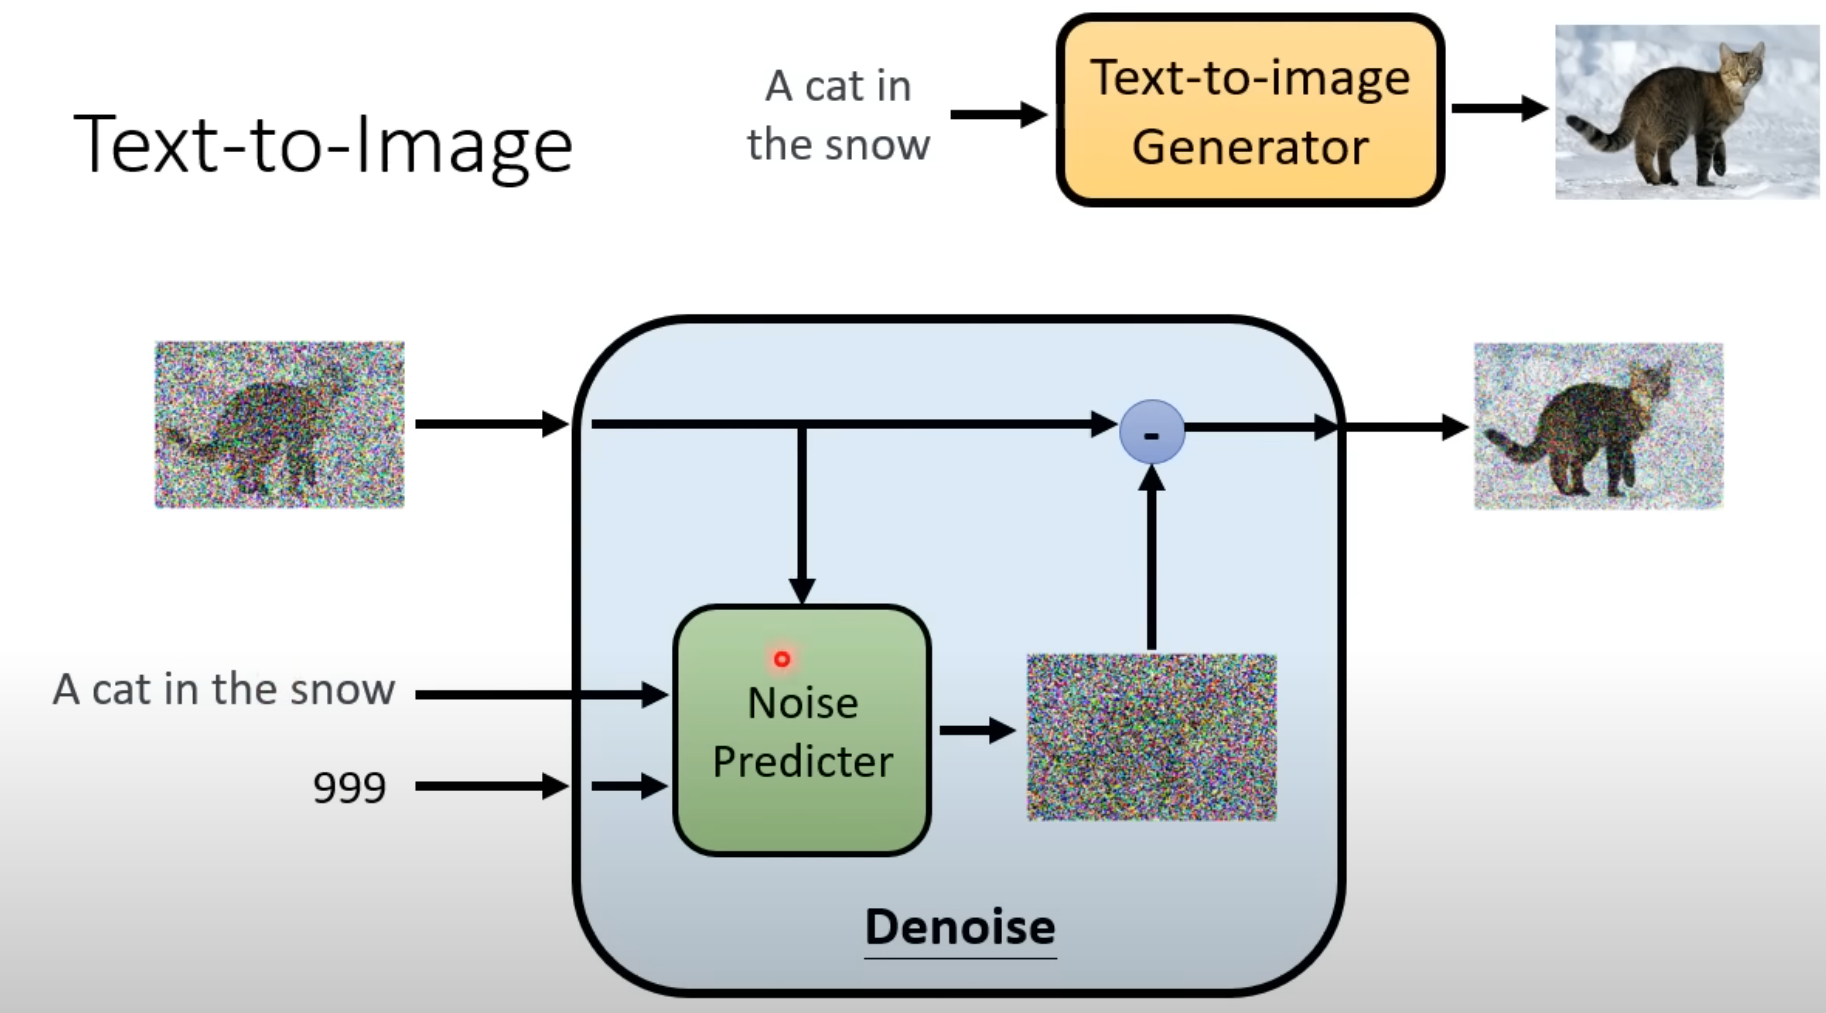 Text-to-Image
A cat in
the snow
Text-to-image
Generator
-
A cat in the snow
999
Noise
Predicter
Denoise